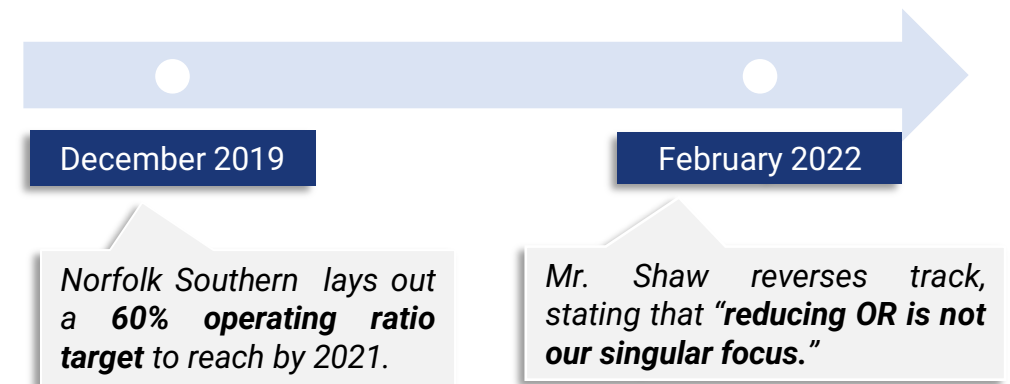 December 2019
February 2022
Norfolk Southern lays out
a 60% operating ratio
target to reach by 2021.
Mr. Shaw reverses track,
stating that “reducing OR is not
our singular focus.”